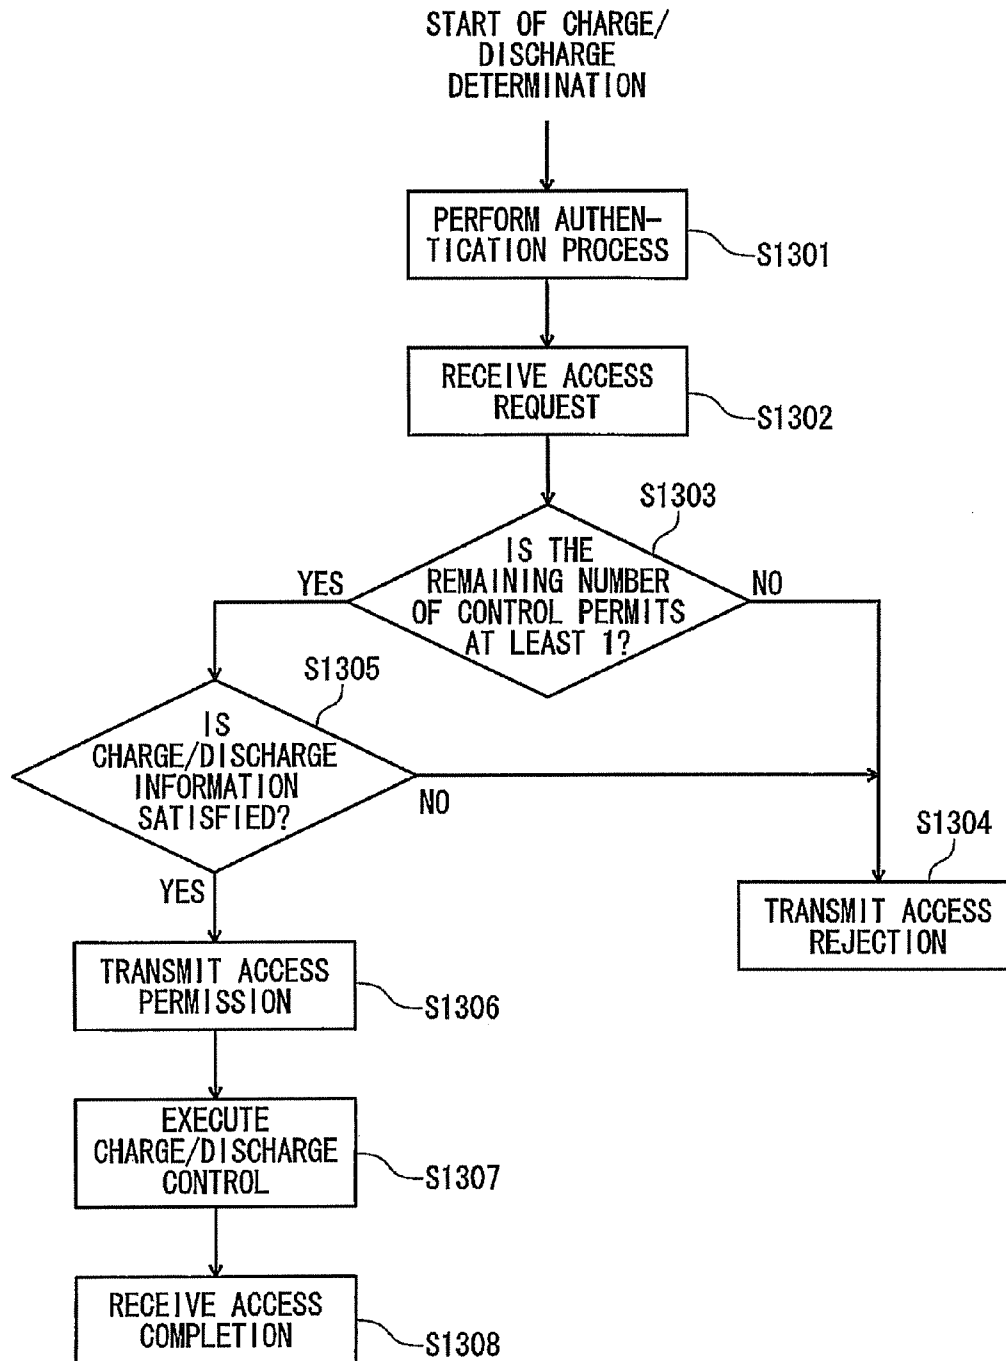 START OF CHARGE/
DISCHARGE
DETERMINATION
PERFORM AUTHEN-
TICATION PROCESS
S1301
RECEIVE ACCESS
REQUEST
S1302
S1303
IS THE
REMAINING NUMBER
OF CONTROL PERMITS
AT LEAST 1?
YES
NO
S1305
IS
CHARGE/DISCHARGE
INFORMATION
SATISFIED?
NO
YES
S1304
TRANSMIT ACCESS
REJECTION
TRANSMIT ACCESS
PERMISSION
S1306
EXECUTE
CHARGE/DISCHARGE
CONTROL
S1307
RECEIVE ACCESS
COMPLETION
S1308